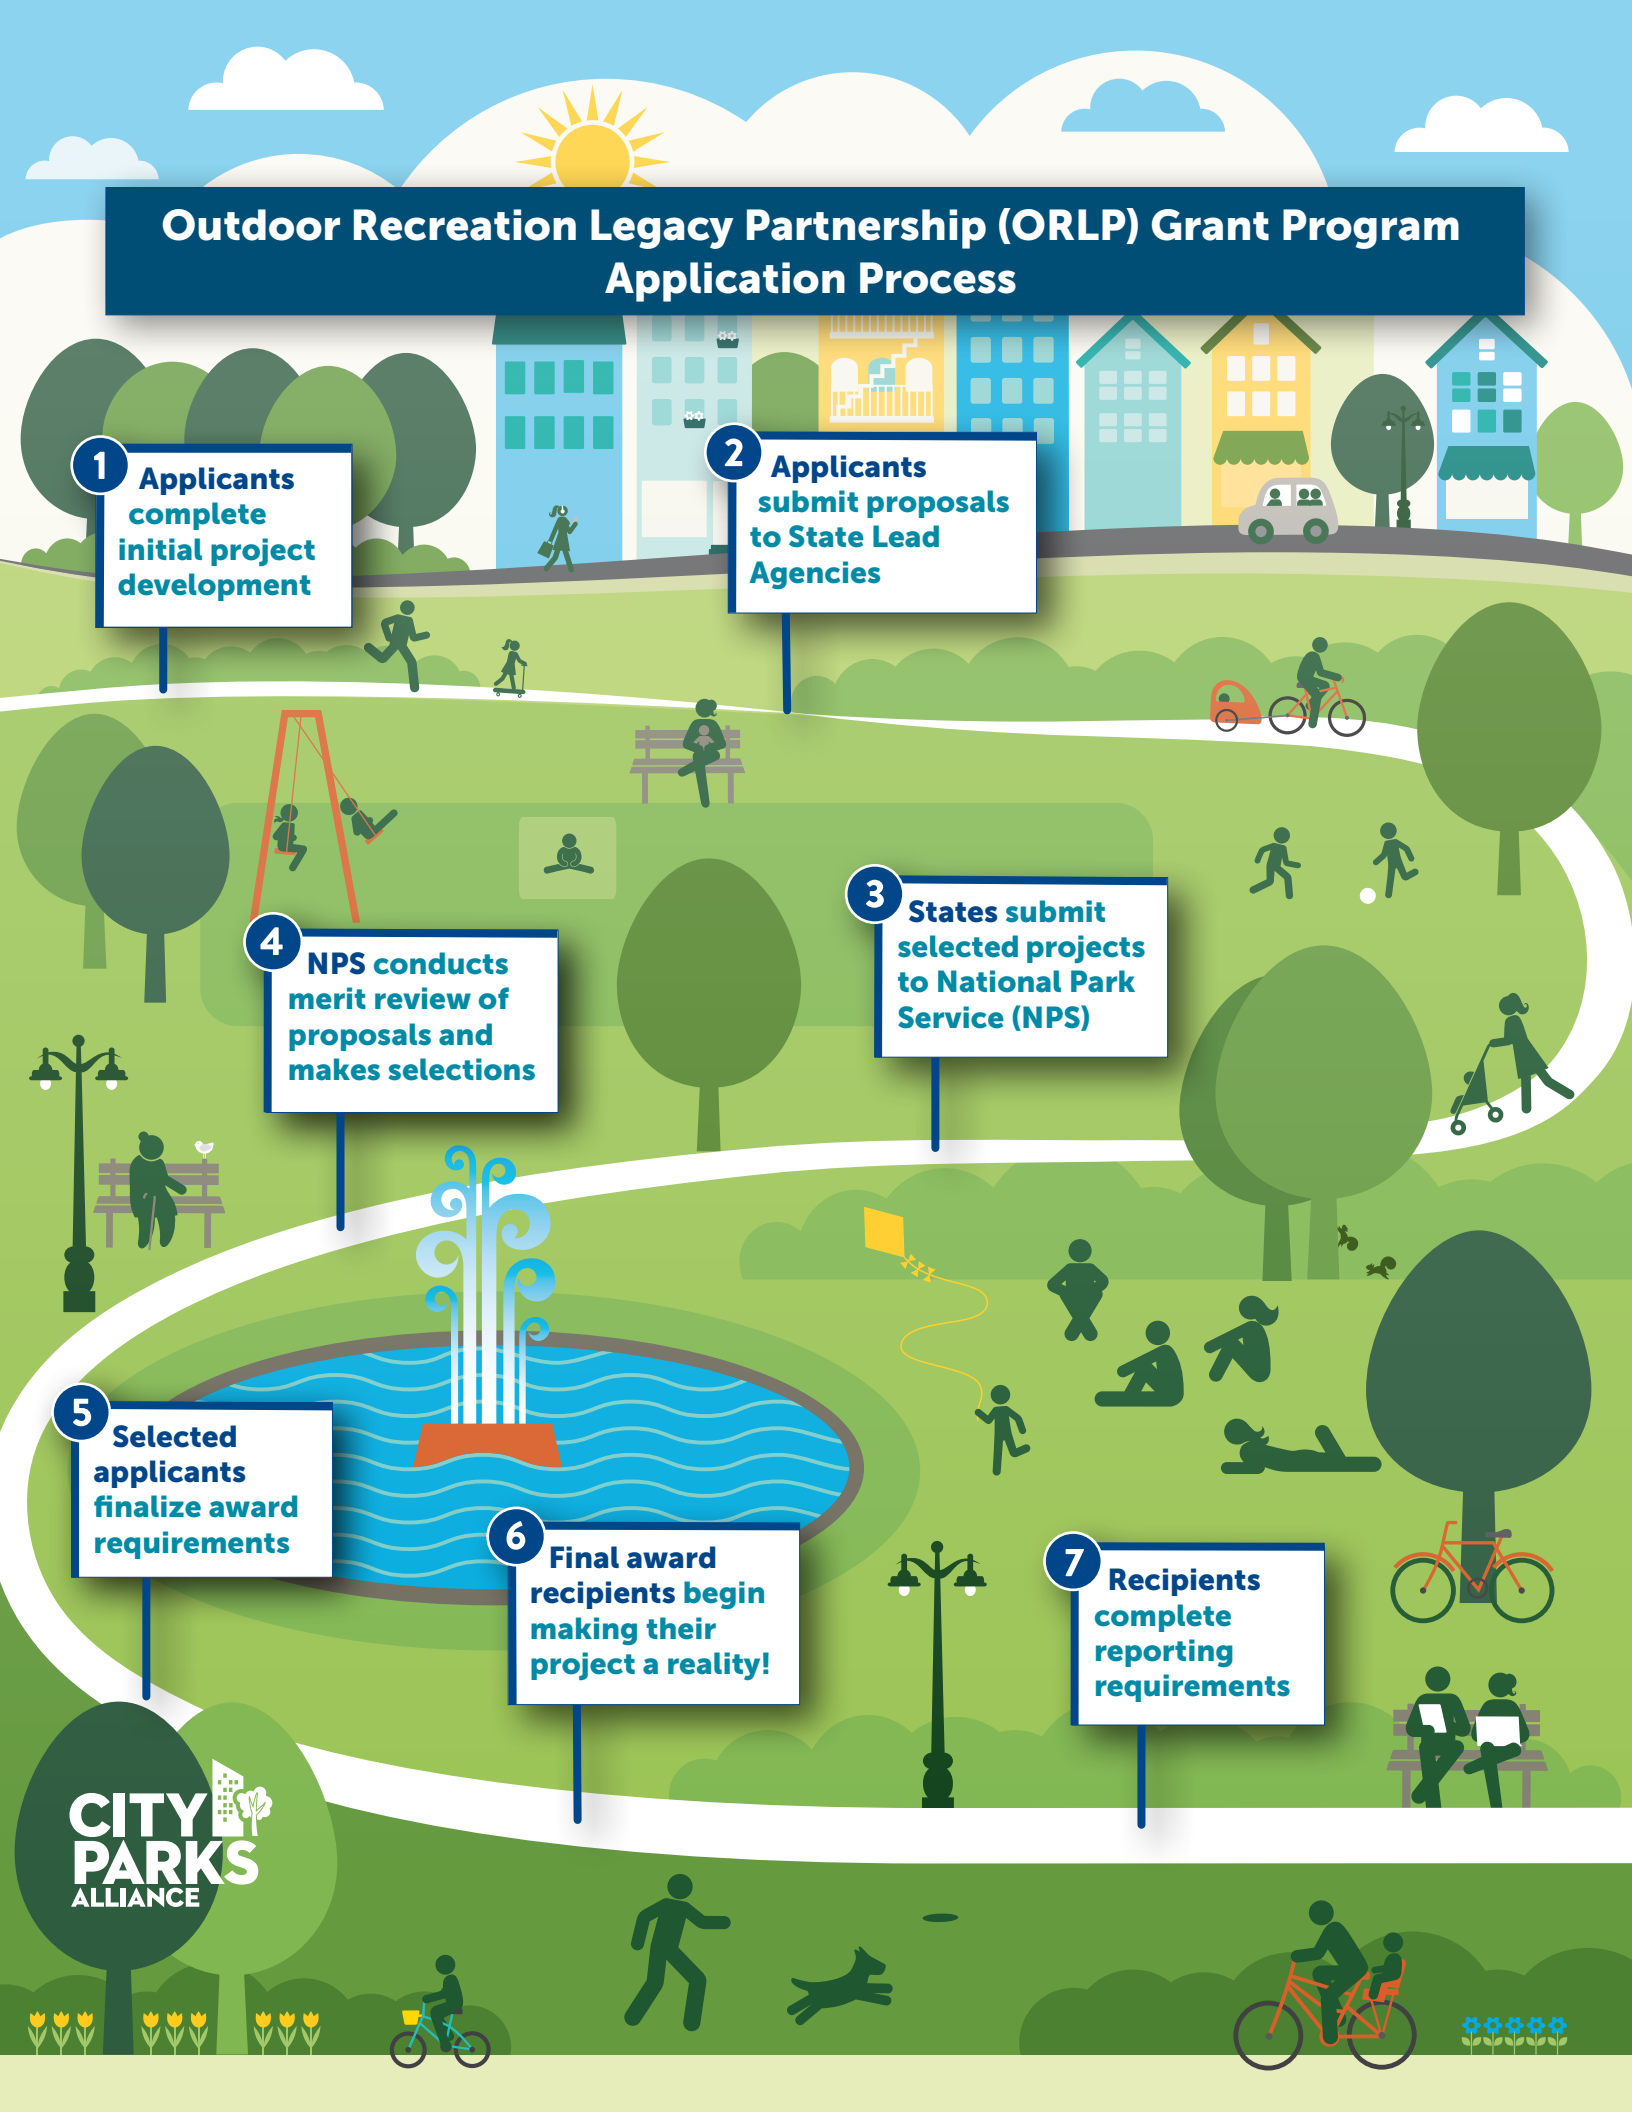 Outdoor Recreation Legacy Partnership (ORLP) Grant Program
Application Process
1
Applicants
complete
initial project
development
2
Applicants
submit proposals
to State Lead
Agencies
3
States submit
selected projects
to National Park
Service (NPS)
4
NPS conducts
merit review of
proposals and
makes selections
5
Selected
applicants
finalize award
requirements
6
Final award
recipients begin
making their
project a reality!
7
Recipients
complete
reporting
requirements
CITY
PARKS
ALLIANCE